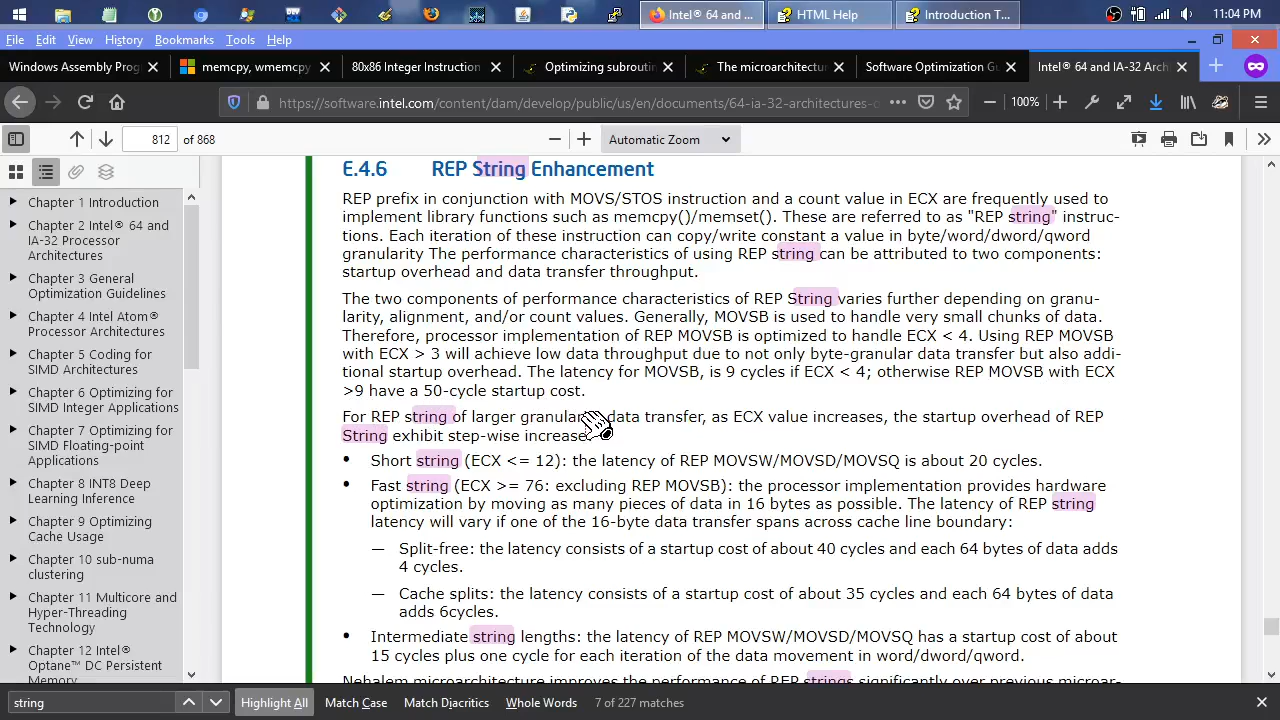 Intel® 64 and ...
HTML Help
Introduction T...
11:04 PM
File Edit View History Bookmarks Tools Help
Windows Assembly Prog
memcpy, wmemcpy
80x86 Integer Instruction
Optimizing subroutin
The microarchitectur
Software Optimization Gu
Intel® 64 and IA-32 Arch
https://software.intel.com/content/dam/develop/public/us/en/documents/64-ia-32-architectures-o
100%
812 of 868
Automatic Zoom
Chapter 1 Introduction
Chapter 2 Intel® 64 and
IA-32 Processor
Architectures
Chapter 3 General
Optimization Guidelines
Chapter 4 Intel Atom®
Processor Architectures
Chapter 5 Coding for
SIMD Architectures
Chapter 6 Optimizing for
SIMD Integer Applications
Chapter 7 Optimizing for
SIMD Floating-point
Applications
Chapter 8 INT8 Deep
Learning Inference
Chapter 9 Optimizing
Cache Usage
Chapter 10 sub-numa
clustering
Chapter 11 Multicore and
Hyper-Threading
Technology
Chapter 12 Intel®
Optane™ DC Persistent
Memory
E.4.6 REP String Enhancement
REP prefix in conjunction with MOVS/STOS instruction and a count value in ECX are frequently used to
implement library functions such as memcpy()/memset(). These are referred to as "REP string" instruc-
tions. Each iteration of these instruction can copy/write constant a value in byte/word/dword/qword
granularity The performance characteristics of using REP string can be attributed to two components:
startup overhead and data transfer throughput.
The two components of performance characteristics of REP String varies further depending on granu-
larity, alignment, and/or count values. Generally, MOVSB is used to handle very small chunks of data.
Therefore, processor implementation of REP MOVSB is optimized to handle ECX < 4. Using REP MOVSB
with ECX > 3 will achieve low data throughput due to not only byte-granular data transfer but also addi-
tional startup overhead. The latency for MOVSB, is 9 cycles if ECX < 4; otherwise REP MOVSB with ECX
>9 have a 50-cycle startup cost.
For REP string of larger granular data transfer, as ECX value increases, the startup overhead of REP
String exhibit step-wise increase
• Short string (ECX <= 12): the latency of REP MOVSW/MOVSD/MOVSQ is about 20 cycles.
• Fast string (ECX >= 76: excluding REP MOVSB): the processor implementation provides hardware
optimization by moving as many pieces of data in 16 bytes as possible. The latency of REP string
latency will vary if one of the 16-byte data transfer spans across cache line boundary:
— Split-free: the latency consists of a startup cost of about 40 cycles and each 64 bytes of data adds
4 cycles.
— Cache splits: the latency consists of a startup cost of about 35 cycles and each 64 bytes of data
adds 6cycles.
• Intermediate string lengths: the latency of REP MOVSW/MOVSD/MOVSQ has a startup cost of about
15 cycles plus one cycle for each iteration of the data movement in word/dword/qword.
Nehalem microarchitecture improves the performance of REP strings significantly over previous microar-
string
Highlight All Match Case Match Diacritics Whole Words 7 of 227 matches